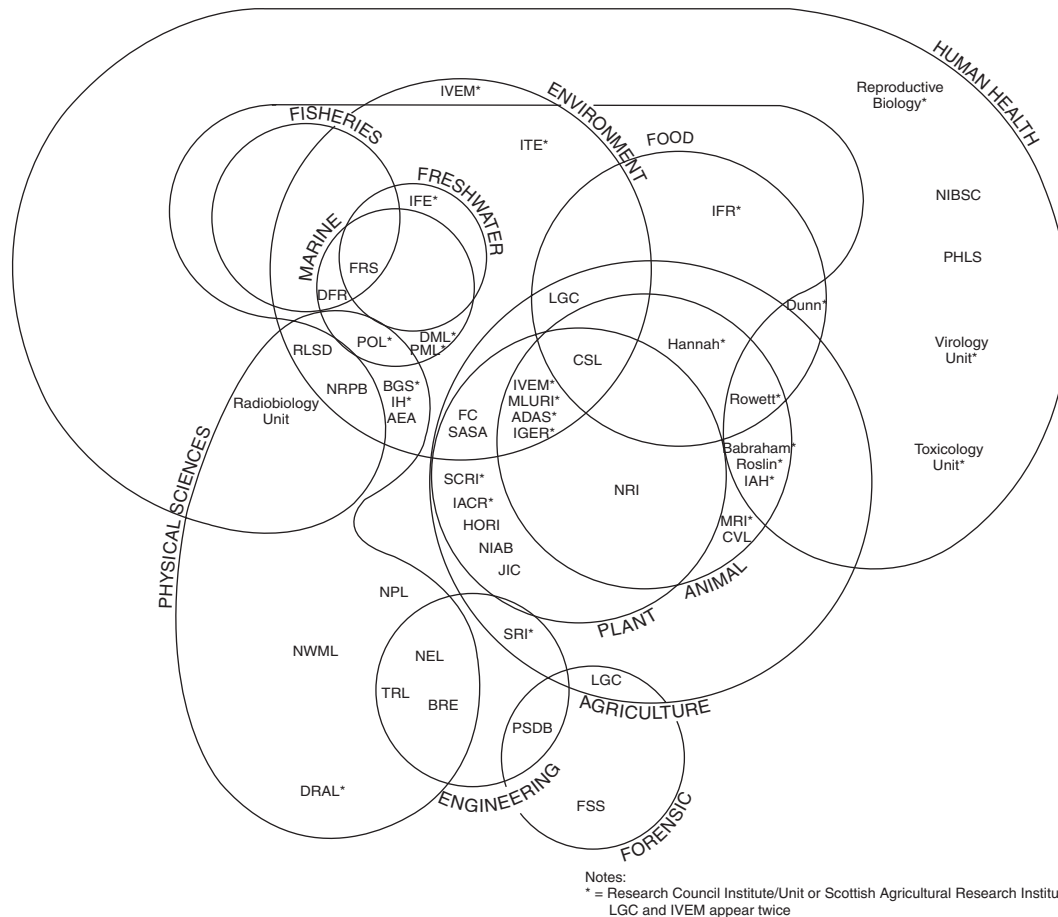 HUMAN HEALTH
ENVIRONMENT
IVEM*
Reproductive
Biology*
FISHERIES
ITE*
FOOD
FRESHWATER
IFE*
IFR*
NIBSC
MARINE
FRS
PHLS
DFR
LGC
Dunn*
POL*
DML*
PML*
Hannah*
Virology
Unit*
RLSD
CSL
NRPB
BGS*
IH*
AEA
IVEM*
MLURI*
ADAS*
IGER*
Rowett*
Radiobiology
Unit
FC
SASA
Babraham*
Roslin*
IAH*
Toxicology
Unit*
PHYSICAL SCIENCES
SCRI*
IACR*
HORI
NIAB
JIC
NRI
MRI*
CVL
ANIMAL
PLANT
NPL
SRI*
NWML
NEL
TRL
BRE
LGC
AGRICULTURE
PSDB
ENGINEERING
DRAL*
FSS
FORENSIC
Notes:
* = Research Council Institute/Unit or Scottish Agricultural Research Institu
LGC and IVEM appear twice